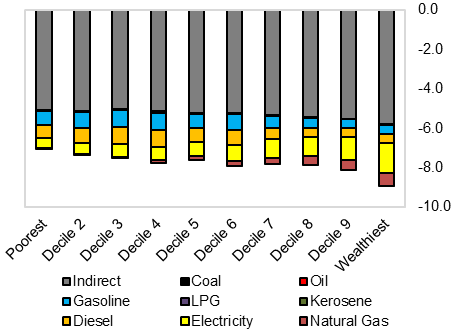 0.0
-2.0
-4.0
-6.0
-8.0
-10.0
Poorest
Decile 2
Decile 3
Decile 4
Decile 5
Decile 6
Decile 7
Decile 8
Decile 9
Wealthiest
Indirect Coal Oil
Gasoline LPG Kerosene
Diesel Electricity Natural Gas